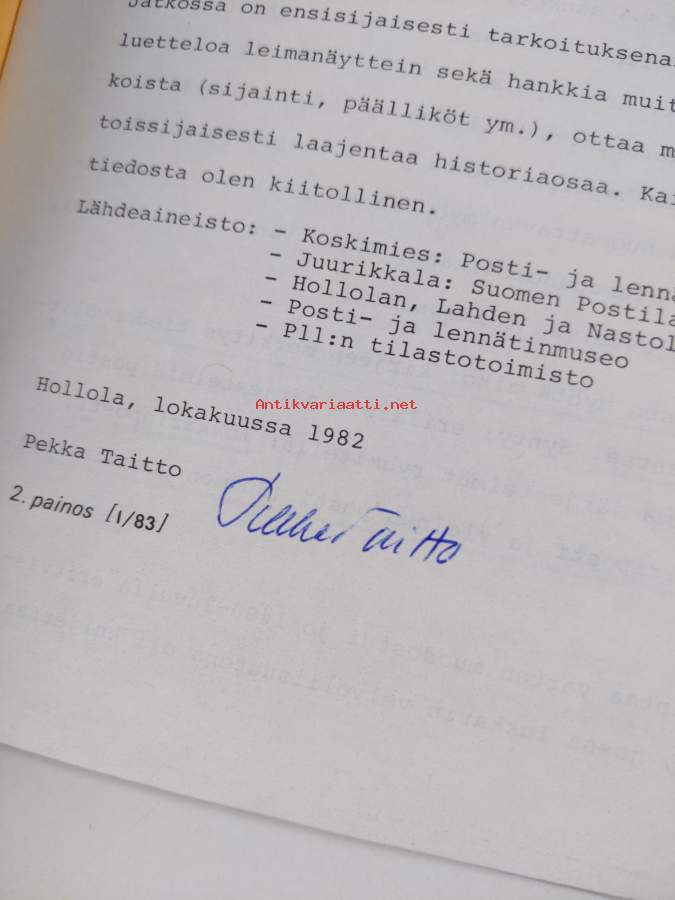 jatkossa on ensisijaisesti tarkoituksena
luetteloa leimanäyttein sekä hankkia muit
koista (sijainti, päälliköt ym.), ottaa m
toissijaisesti laajentaa historiaosaa. Kai
tiedosta olen kiitollinen.
Lähdeaineisto: - Koskimies: Posti- ja lennä
- Juurikkala: Suomen Postila
- Hollolan, Lahden ja Nastol
- Posti- ja lennätinmuseo
- Pll:n tilastotoimisto
Antikvariaatti.net
Hollola, lokakuussa 1982
Pekka Taitto
Pekka Taitto
2. painos [1/83]